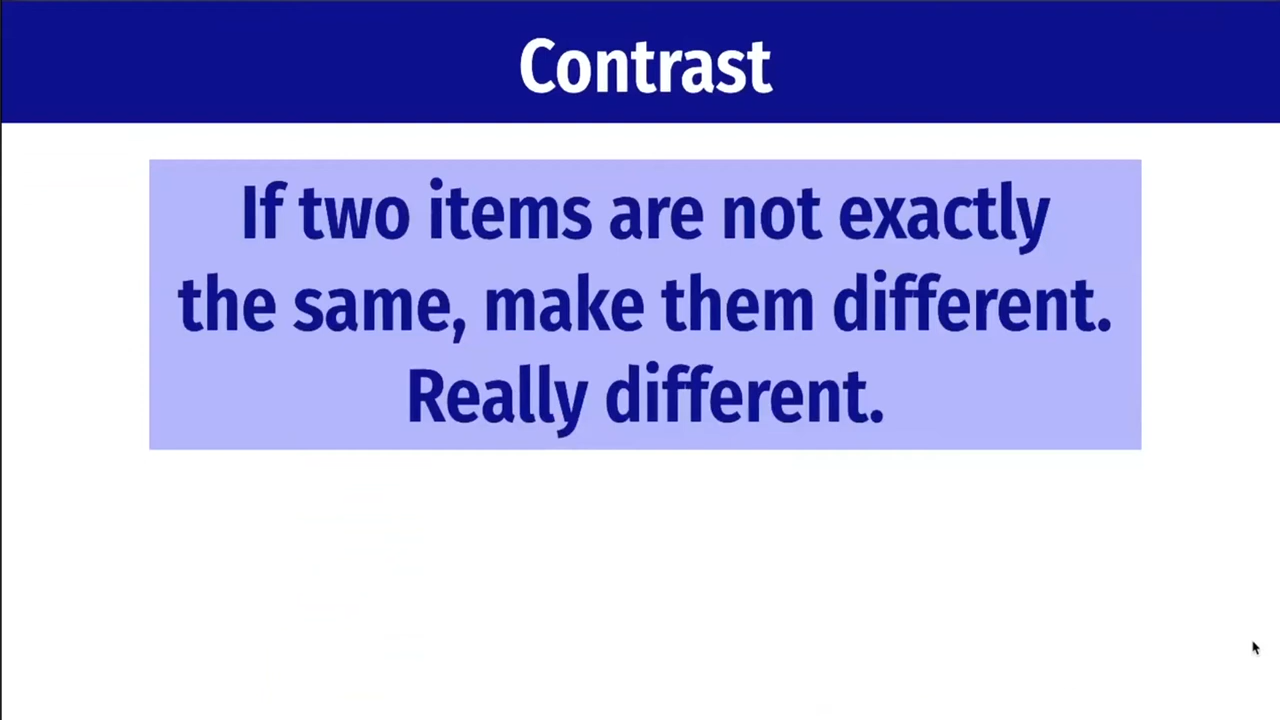 Contrast
If two items are not exactly
the same, make them different.
Really different.